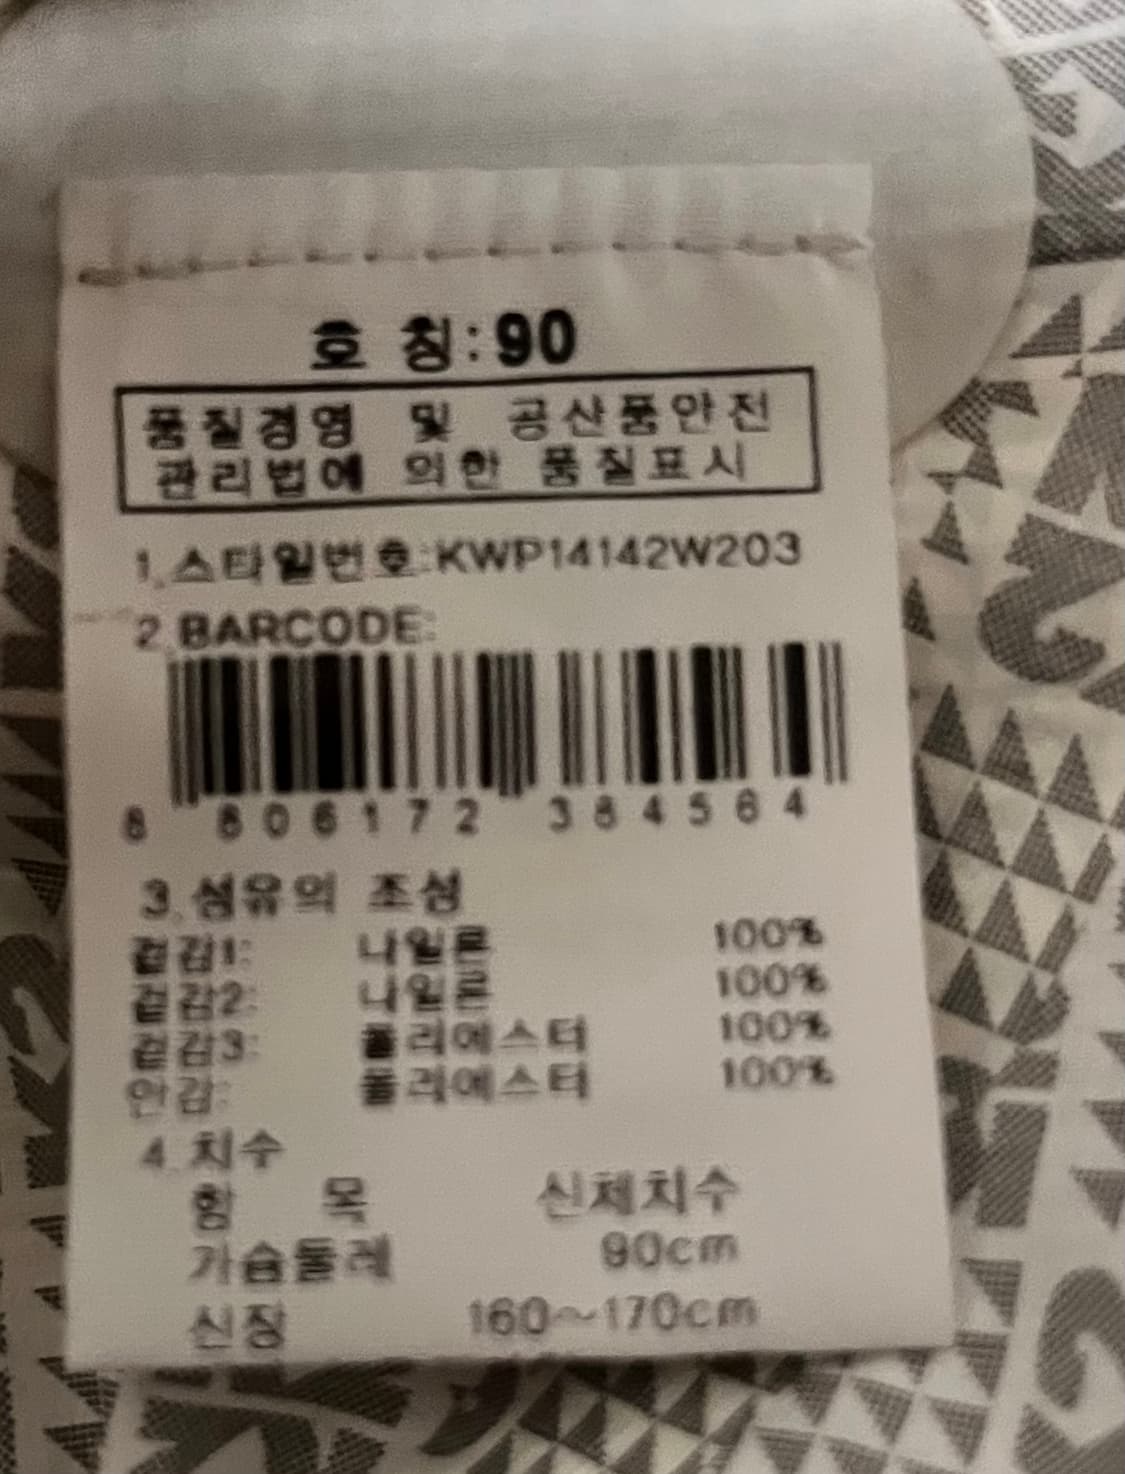 호 칭:90
품질경영 및 공산품안전
관리법에 의한 품질표시
1.스타일번호:KWP14142W203
2.BARCODE:
8 806172 384564
3.섬유의 조성
겉감1: 나일론 100%
겉감2: 나일론 100%
겉감3: 폴리에스터 100%
안감: 폴리에스터 100%
4.치수
항 목 신체치수
가슴둘레 90cm
신장 160~170cm